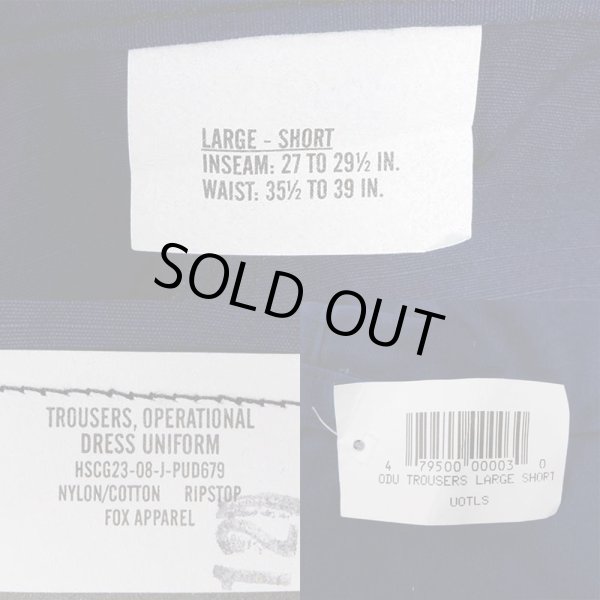 LARGE - SHORT
INSEAM: 27 TO 29½ IN.
WAIST: 35½ TO 39 IN.
SOLD OUT
TROUSERS, OPERATIONAL
DRESS UNIFORM
HSCG23-08-J-PUD679
NYLON/COTTON RIPSTOP
FOX APPAREL
120
4 79500 00003 0
ODU TROUSERS LARGE SHORT
UOTLS